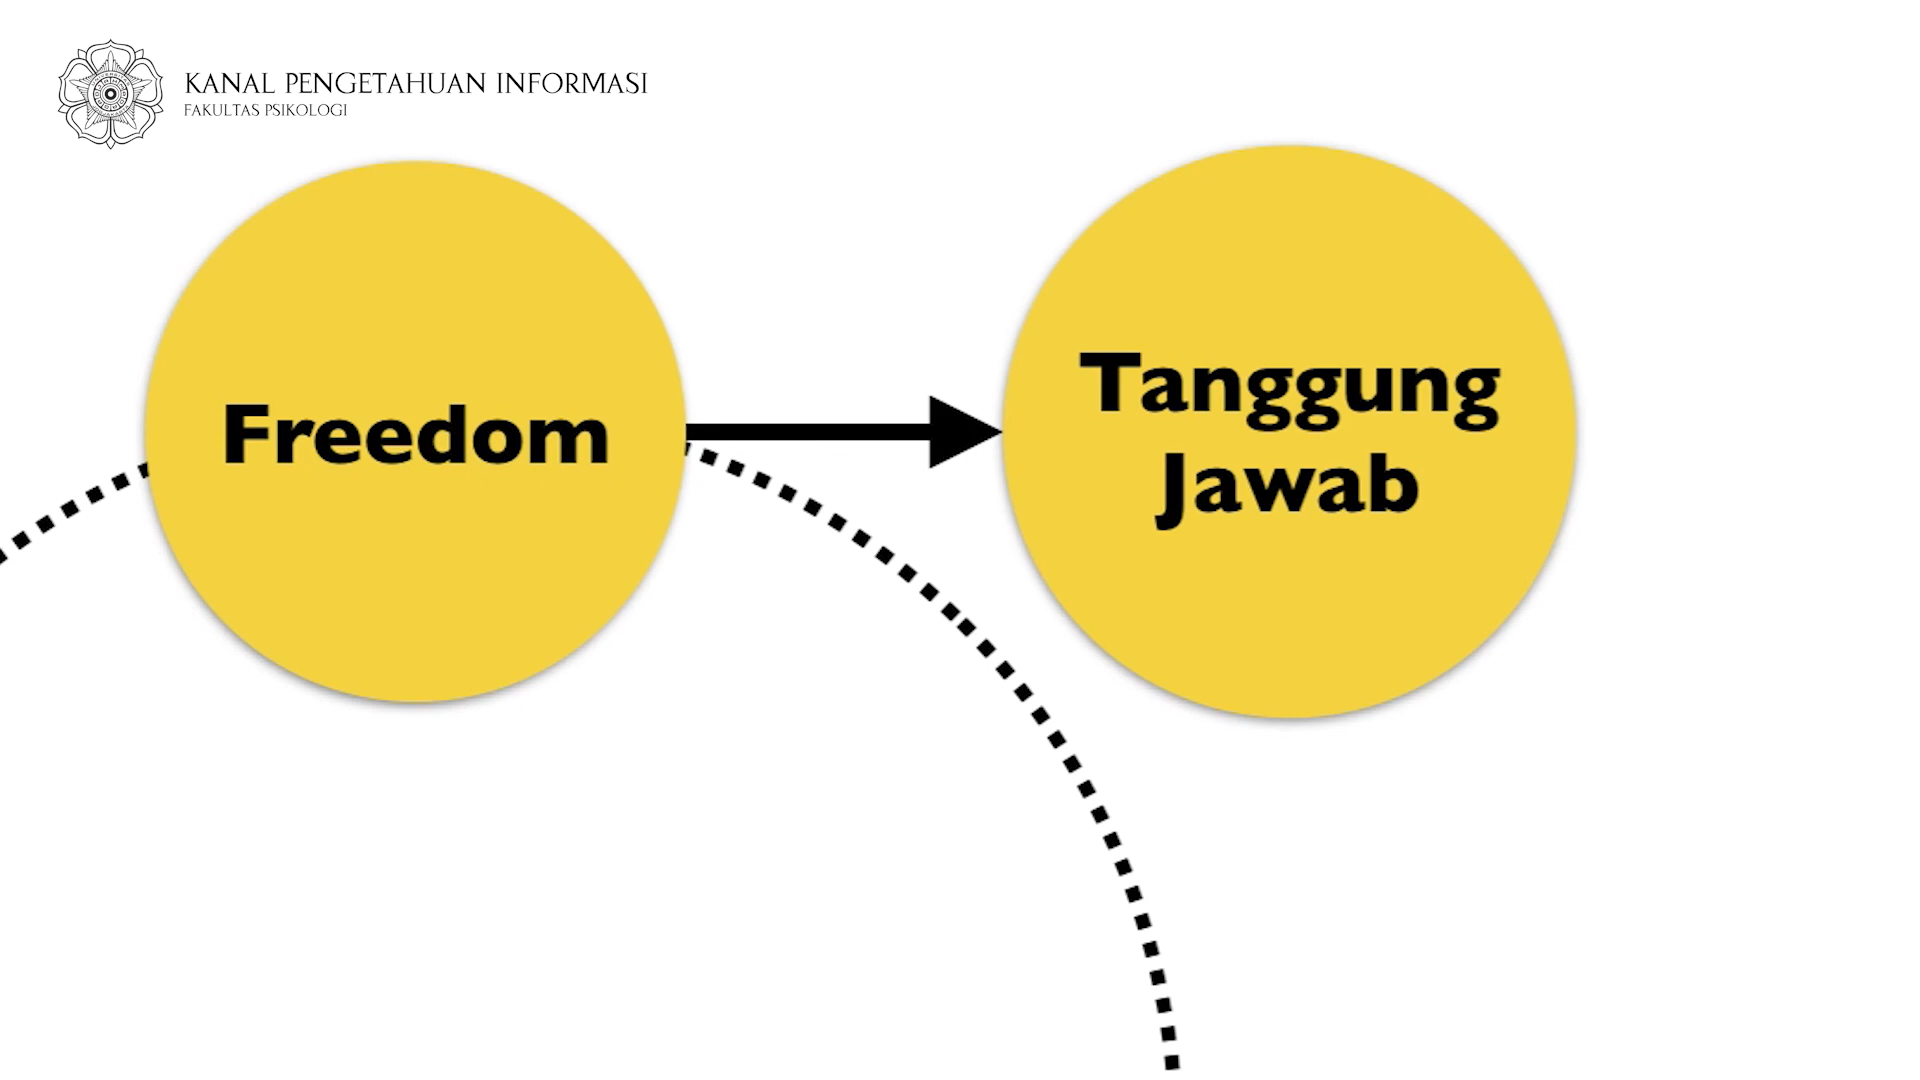 KANAL PENGETAHUAN INFORMASI
FAKULTAS PSIKOLOGI
Freedom
Tanggung
Jawab